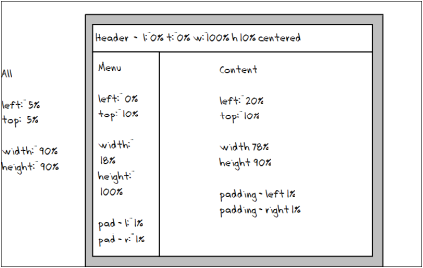 Header - l:0% t:0% w:100% h10% centered
All
left: 5%
top: 5%
width: 90%
height: 90%
Menu
left: 0%
top: 10%
width:
18%
height:
100%
pad - l: 1%
pad - r: 1%
Content
left: 20%
top: 10%
width 78%
height 90%
padding - left 1%
padding - right 1%